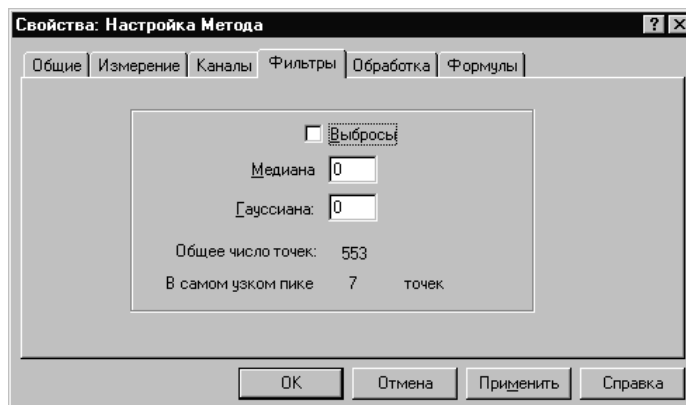 Свойства: Настройка Метода
Общие Измерение Каналы Фильтры Обработка Формулы
Выбросы
Медиана 0
Гауссиана: 0
Общее число точек: 553
В самом узком пике 7 точек
OK Отмена Применить Справка